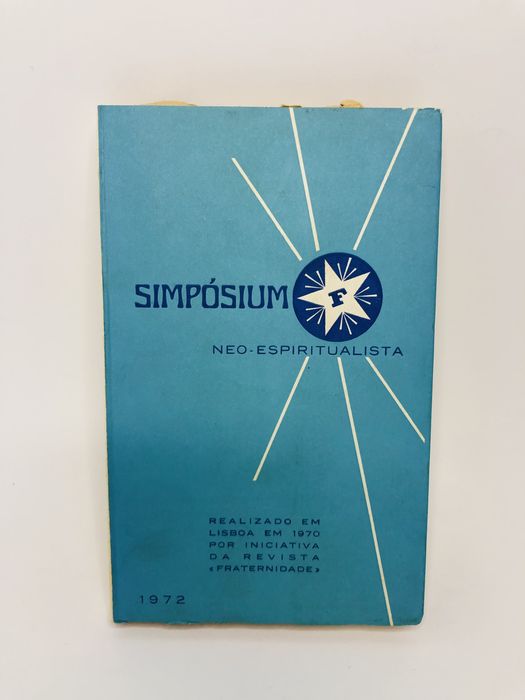 SIMPÓSIUM
F
NEO-ESPIRITUALISTA
REALIZADO EM
LISBOA EM 1970
POR INICIATIVA
DA REVISTA
«FRATERNIDADE»
1972